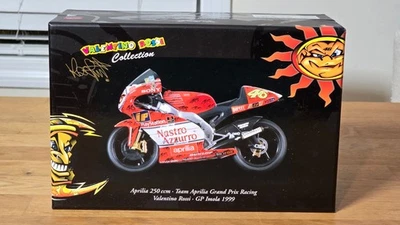 VALENTINO ROSSI
Collection
46
Nastro
Azzurro
aprilia
Aprilia 250 ccm - Team Aprilia Grand Prix Racing
Valentino Rossi - GP Imola 1999